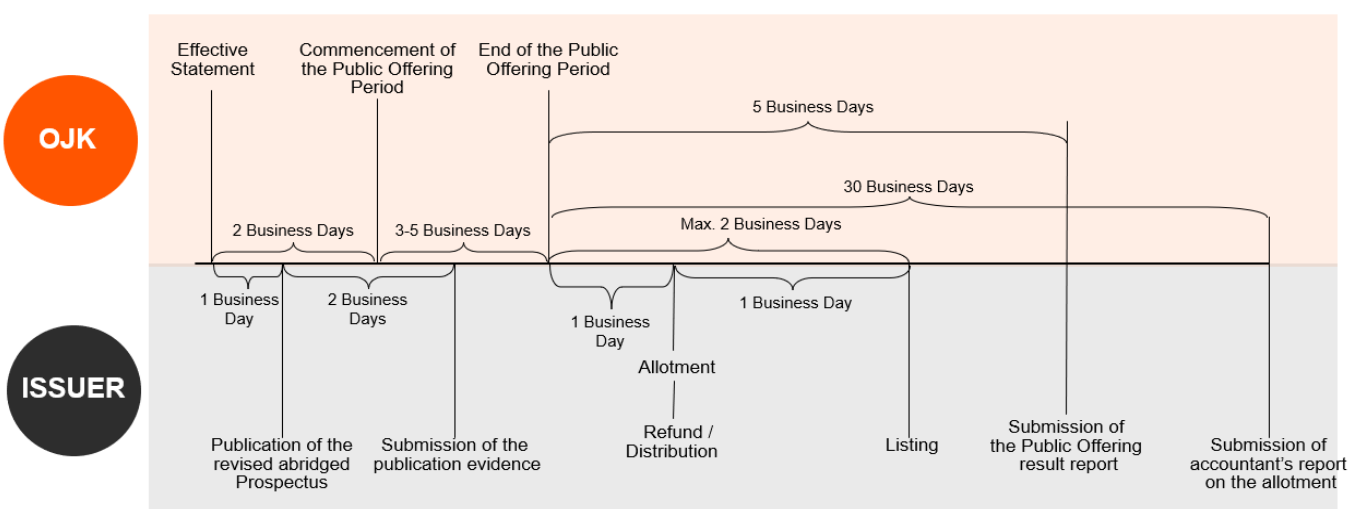 Effective
Statement
Commencement of
the Public Offering
Period
End of the Public
Offering Period
5 Business Days
OJK
30 Business Days
2 Business Days
3-5 Business Days
Max. 2 Business Days
1 Business
Day
2 Business
Days
1 Business
Day
1 Business Day
ISSUER
Allotment
Refund /
Distribution
Publication of the
revised abridged
Prospectus
Submission of the
publication evidence
Listing
Submission of
the Public Offering
result report
Submission of
accountant's report
on the allotment